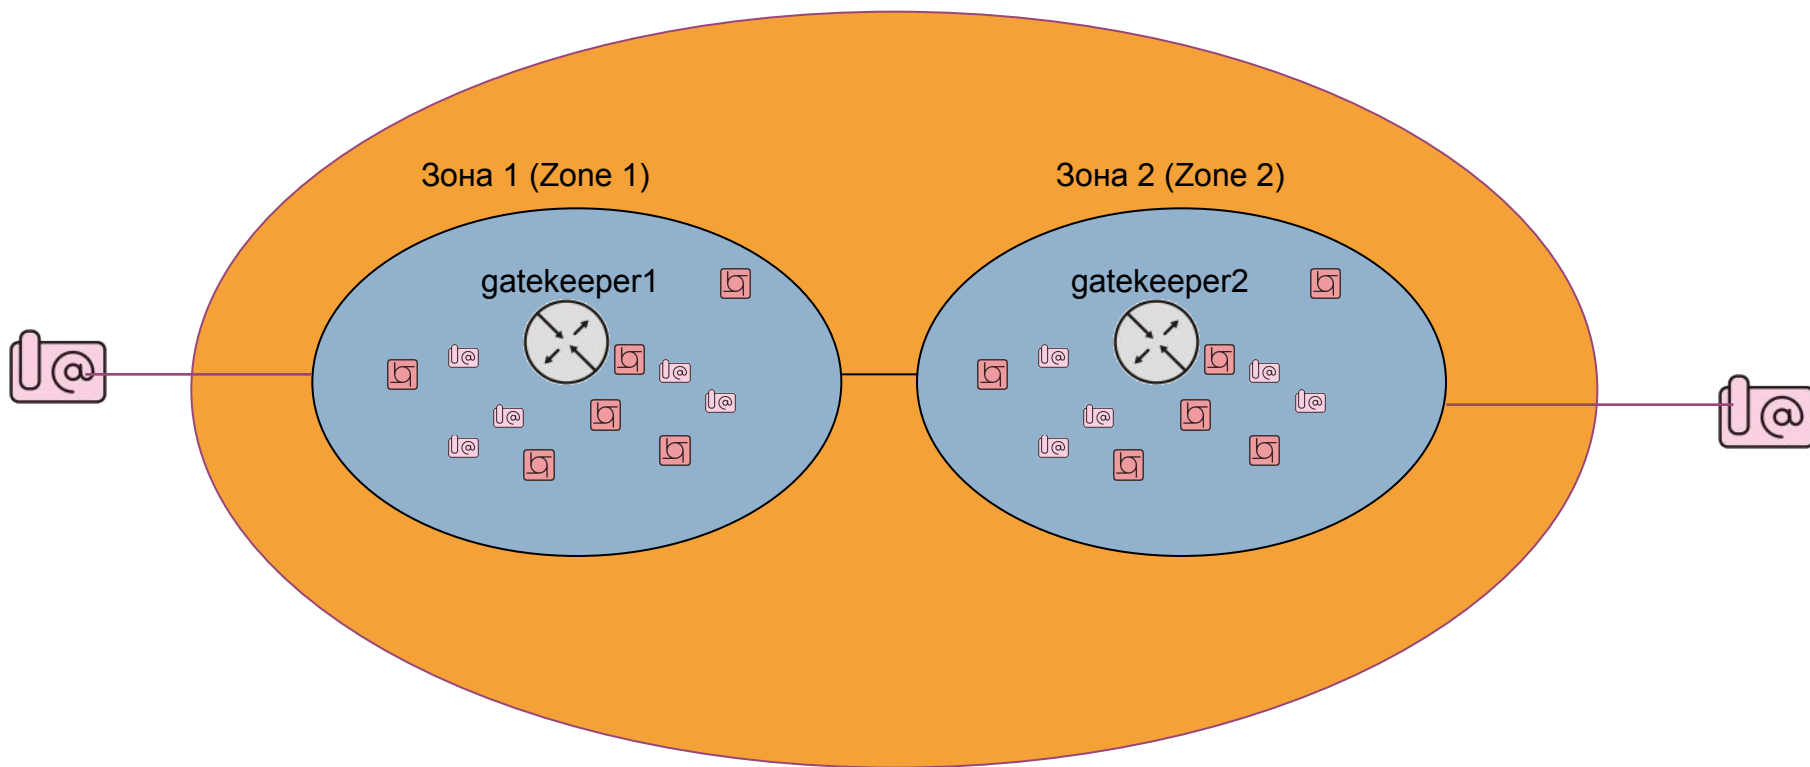 Зона 1 (Zone 1)
Зона 2 (Zone 2)
gatekeeper1
gatekeeper2